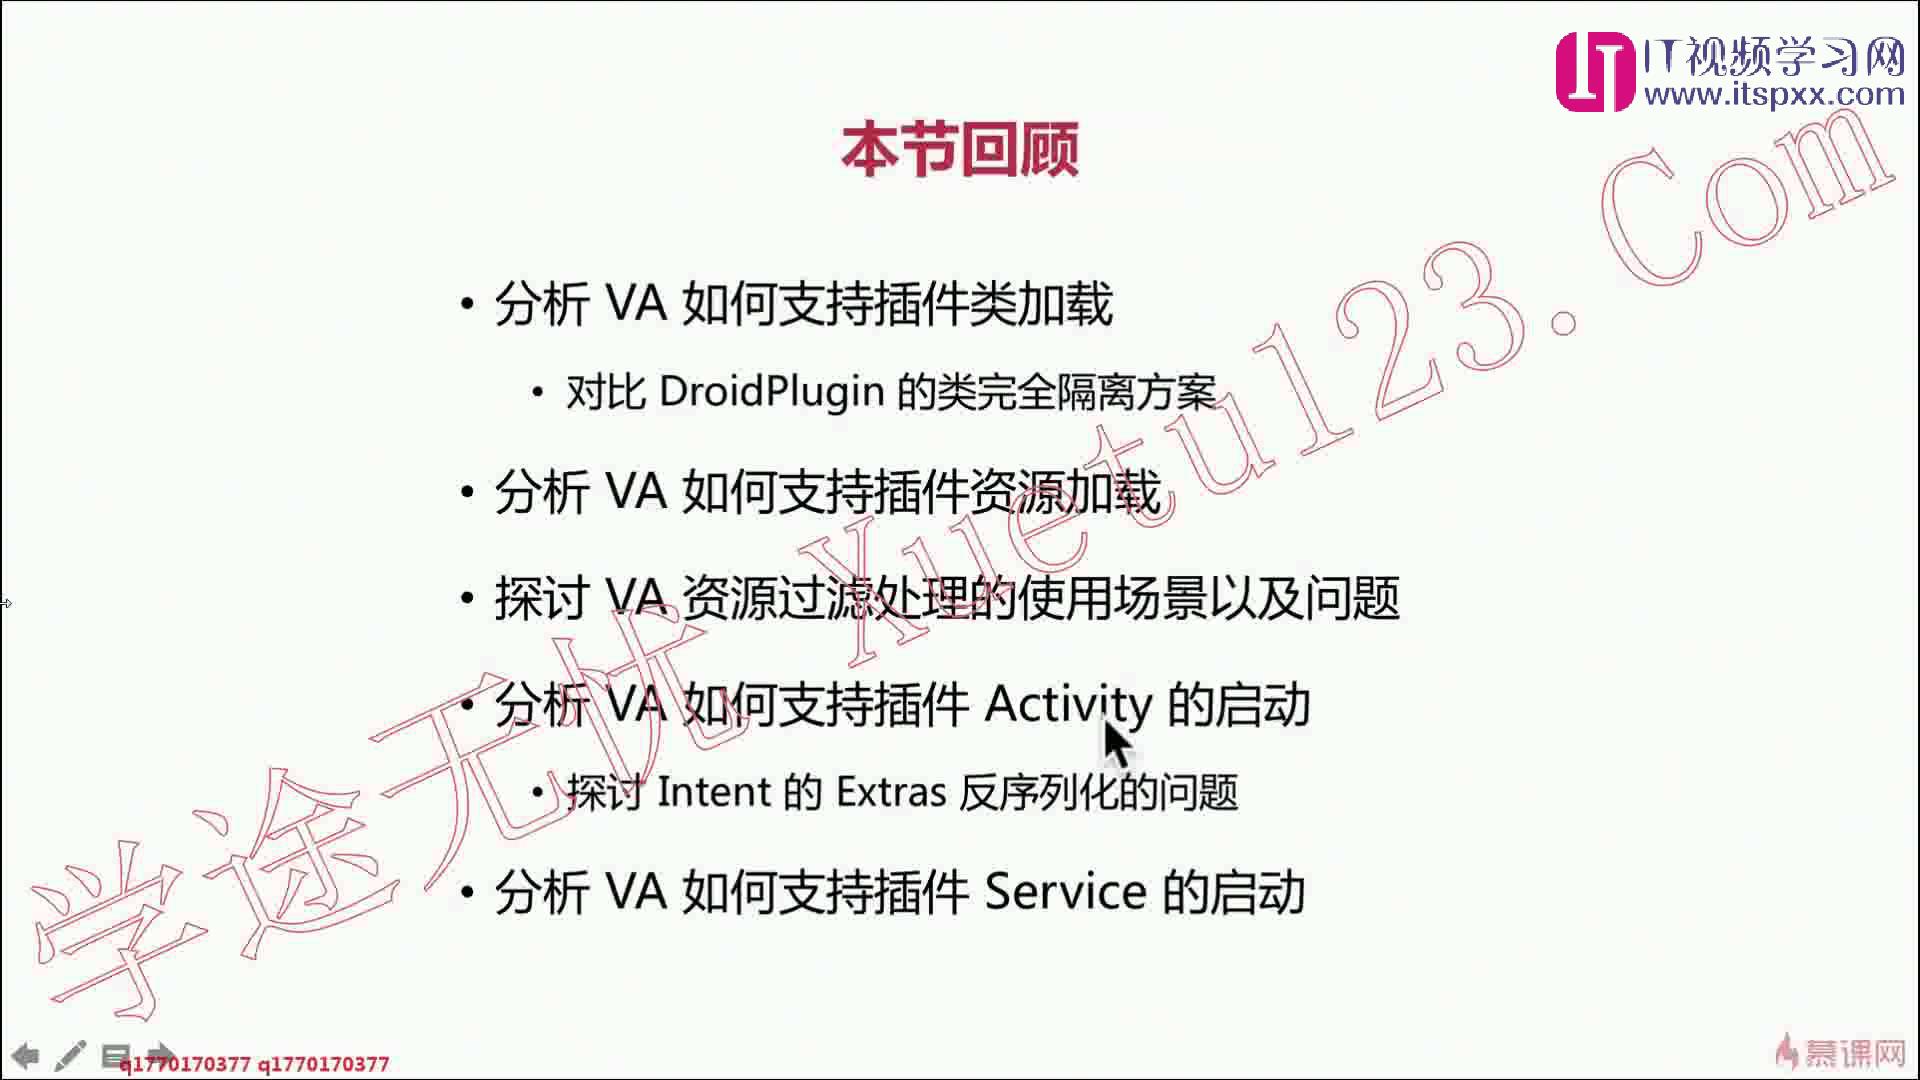 IT视频学习网
www.itspxx.com
本节回顾
• 分析 VA 如何支持插件类加载
• 对比 DroidPlugin 的类完全隔离方案
• 分析 VA 如何支持插件资源加载
• 探讨 VA 资源过滤处理的使用场景以及问题
• 分析 VA 如何支持插件 Activity 的启动
• 探讨 Intent 的 Extras 反序列化的问题
• 分析 VA 如何支持插件 Service 的启动
学途无忧 Xuetu123.Com
q1770170377 q1770170377
慕课网